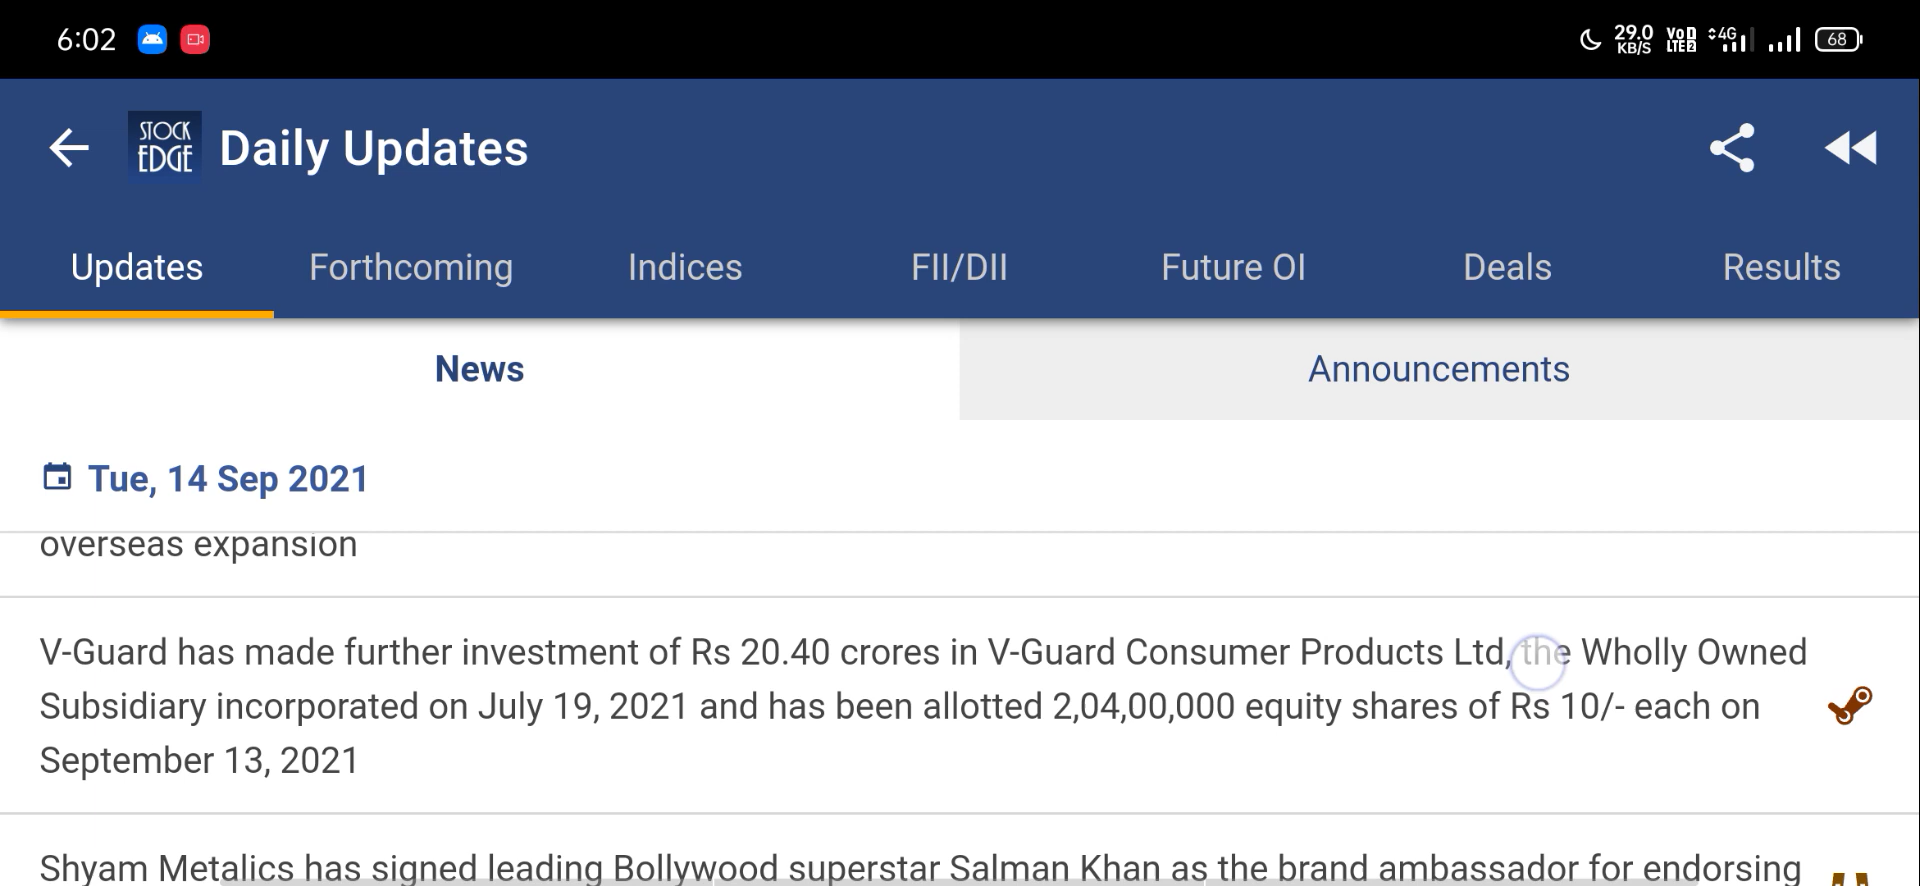 6:02
29.0 KB/S VoD LTE 2 4G 68
STOCK EDGE Daily Updates
Updates Forthcoming Indices FII/DII Future OI Deals Results
News Announcements
Tue, 14 Sep 2021
overseas expansion
V-Guard has made further investment of Rs 20.40 crores in V-Guard Consumer Products Ltd, the Wholly Owned
Subsidiary incorporated on July 19, 2021 and has been allotted 2,04,00,000 equity shares of Rs 10/- each on
September 13, 2021
Shyam Metalics has signed leading Bollywood superstar Salman Khan as the brand ambassador for endorsing